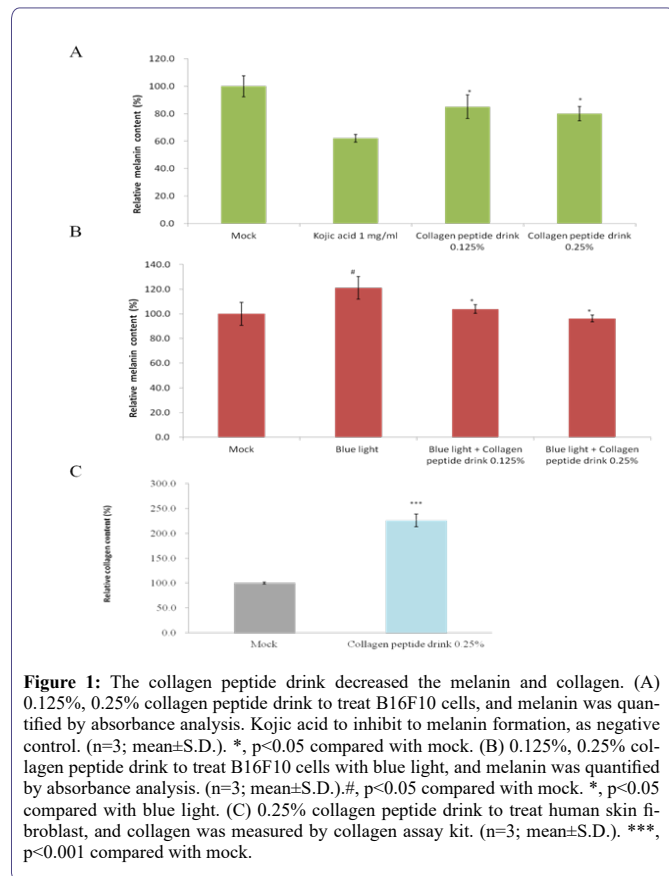 A
Relative melanin content (%)
120.0
100.0
80.0
60.0
40.0
20.0
0.0
*
*
Mock
Kojic acid 1 mg/ml
Collagen peptide drink
0.125%
Collagen peptide drink
0.25%
B
Relative melanin content (%)
140.0
120.0
100.0
80.0
60.0
40.0
20.0
0.0
#
*
*
Mock
Blue light
Blue light + Collagen
peptide drink 0.125%
Blue light + Collagen
peptide drink 0.25%
C
Relative collagen content (%)
300.0
250.0
200.0
150.0
100.0
50.0
0.0
***
Mock
Collagen peptide drink 0.25%
Figure 1: The collagen peptide drink decreased the melanin and collagen. (A)
0.125%, 0.25% collagen peptide drink to treat B16F10 cells, and melanin was quan-
tified by absorbance analysis. Kojic acid to inhibit to melanin formation, as negative
control. (n=3; mean±S.D.). *, p<0.05 compared with mock. (B) 0.125%, 0.25% col-
lagen peptide drink to treat B16F10 cells with blue light, and melanin was quantified
by absorbance analysis. (n=3; mean±S.D.).#, p<0.05 compared with mock. *, p<0.05
compared with blue light. (C) 0.25% collagen peptide drink to treat human skin fi-
broblast, and collagen was measured by collagen assay kit. (n=3; mean±S.D.). ***,
p<0.001 compared with mock.